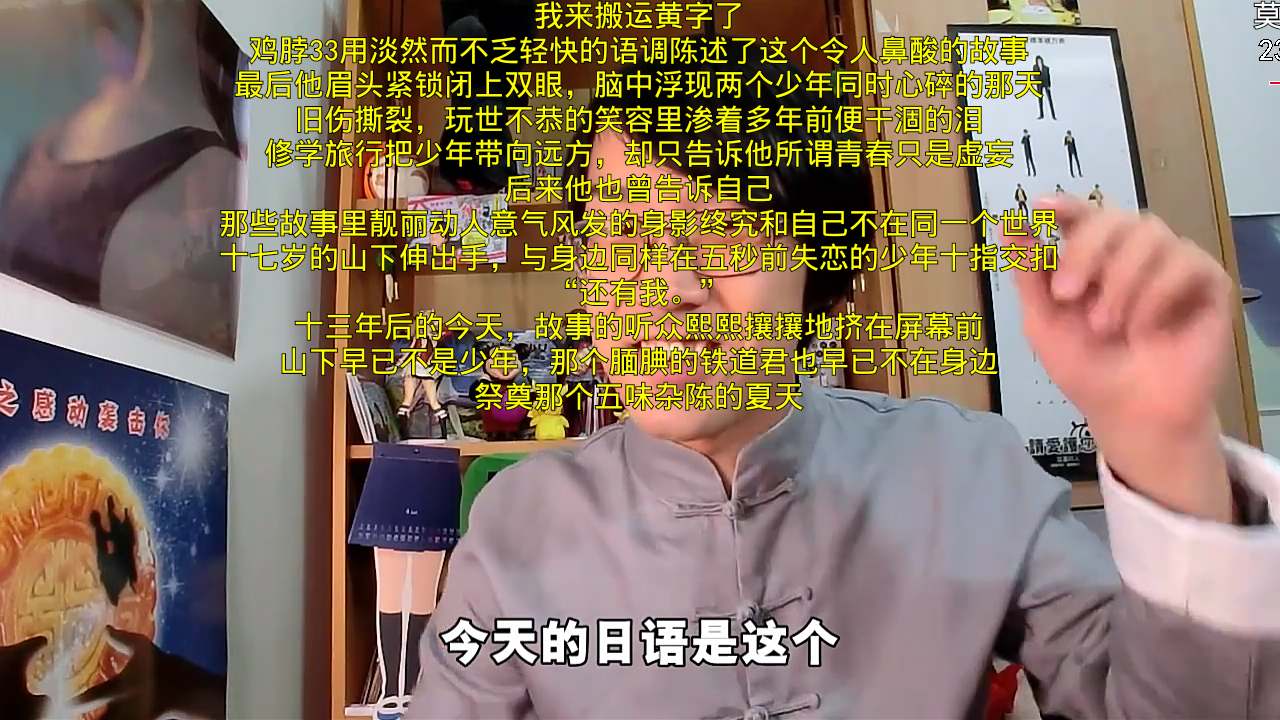 我来搬运黄字了
鸡脖33用淡然而不乏轻快的语调陈述了这个令人鼻酸的故事
最后他眉头紧锁闭上双眼，脑中浮现两个少年同时心碎的那天
旧伤撕裂，玩世不恭的笑容里渗着多年前便干涸的泪
修学旅行把少年带向远方，却只告诉他所谓青春只是虚妄
后来他也曾告诉自己
那些故事里靓丽动人意气风发的身影终究和自己不在同一个世界
十七岁的山下伸出手，与身边同样在五秒前失恋的少年十指交扣
“还有我。”
十三年后的今天，故事的听众熙熙攘攘地挤在屏幕前
山下早已不是少年，那个腼腆的铁道君也早已不在身边
祭奠那个五味杂陈的夏天
莫
23
之感动袭击你
請愛護
今天的日语是这个